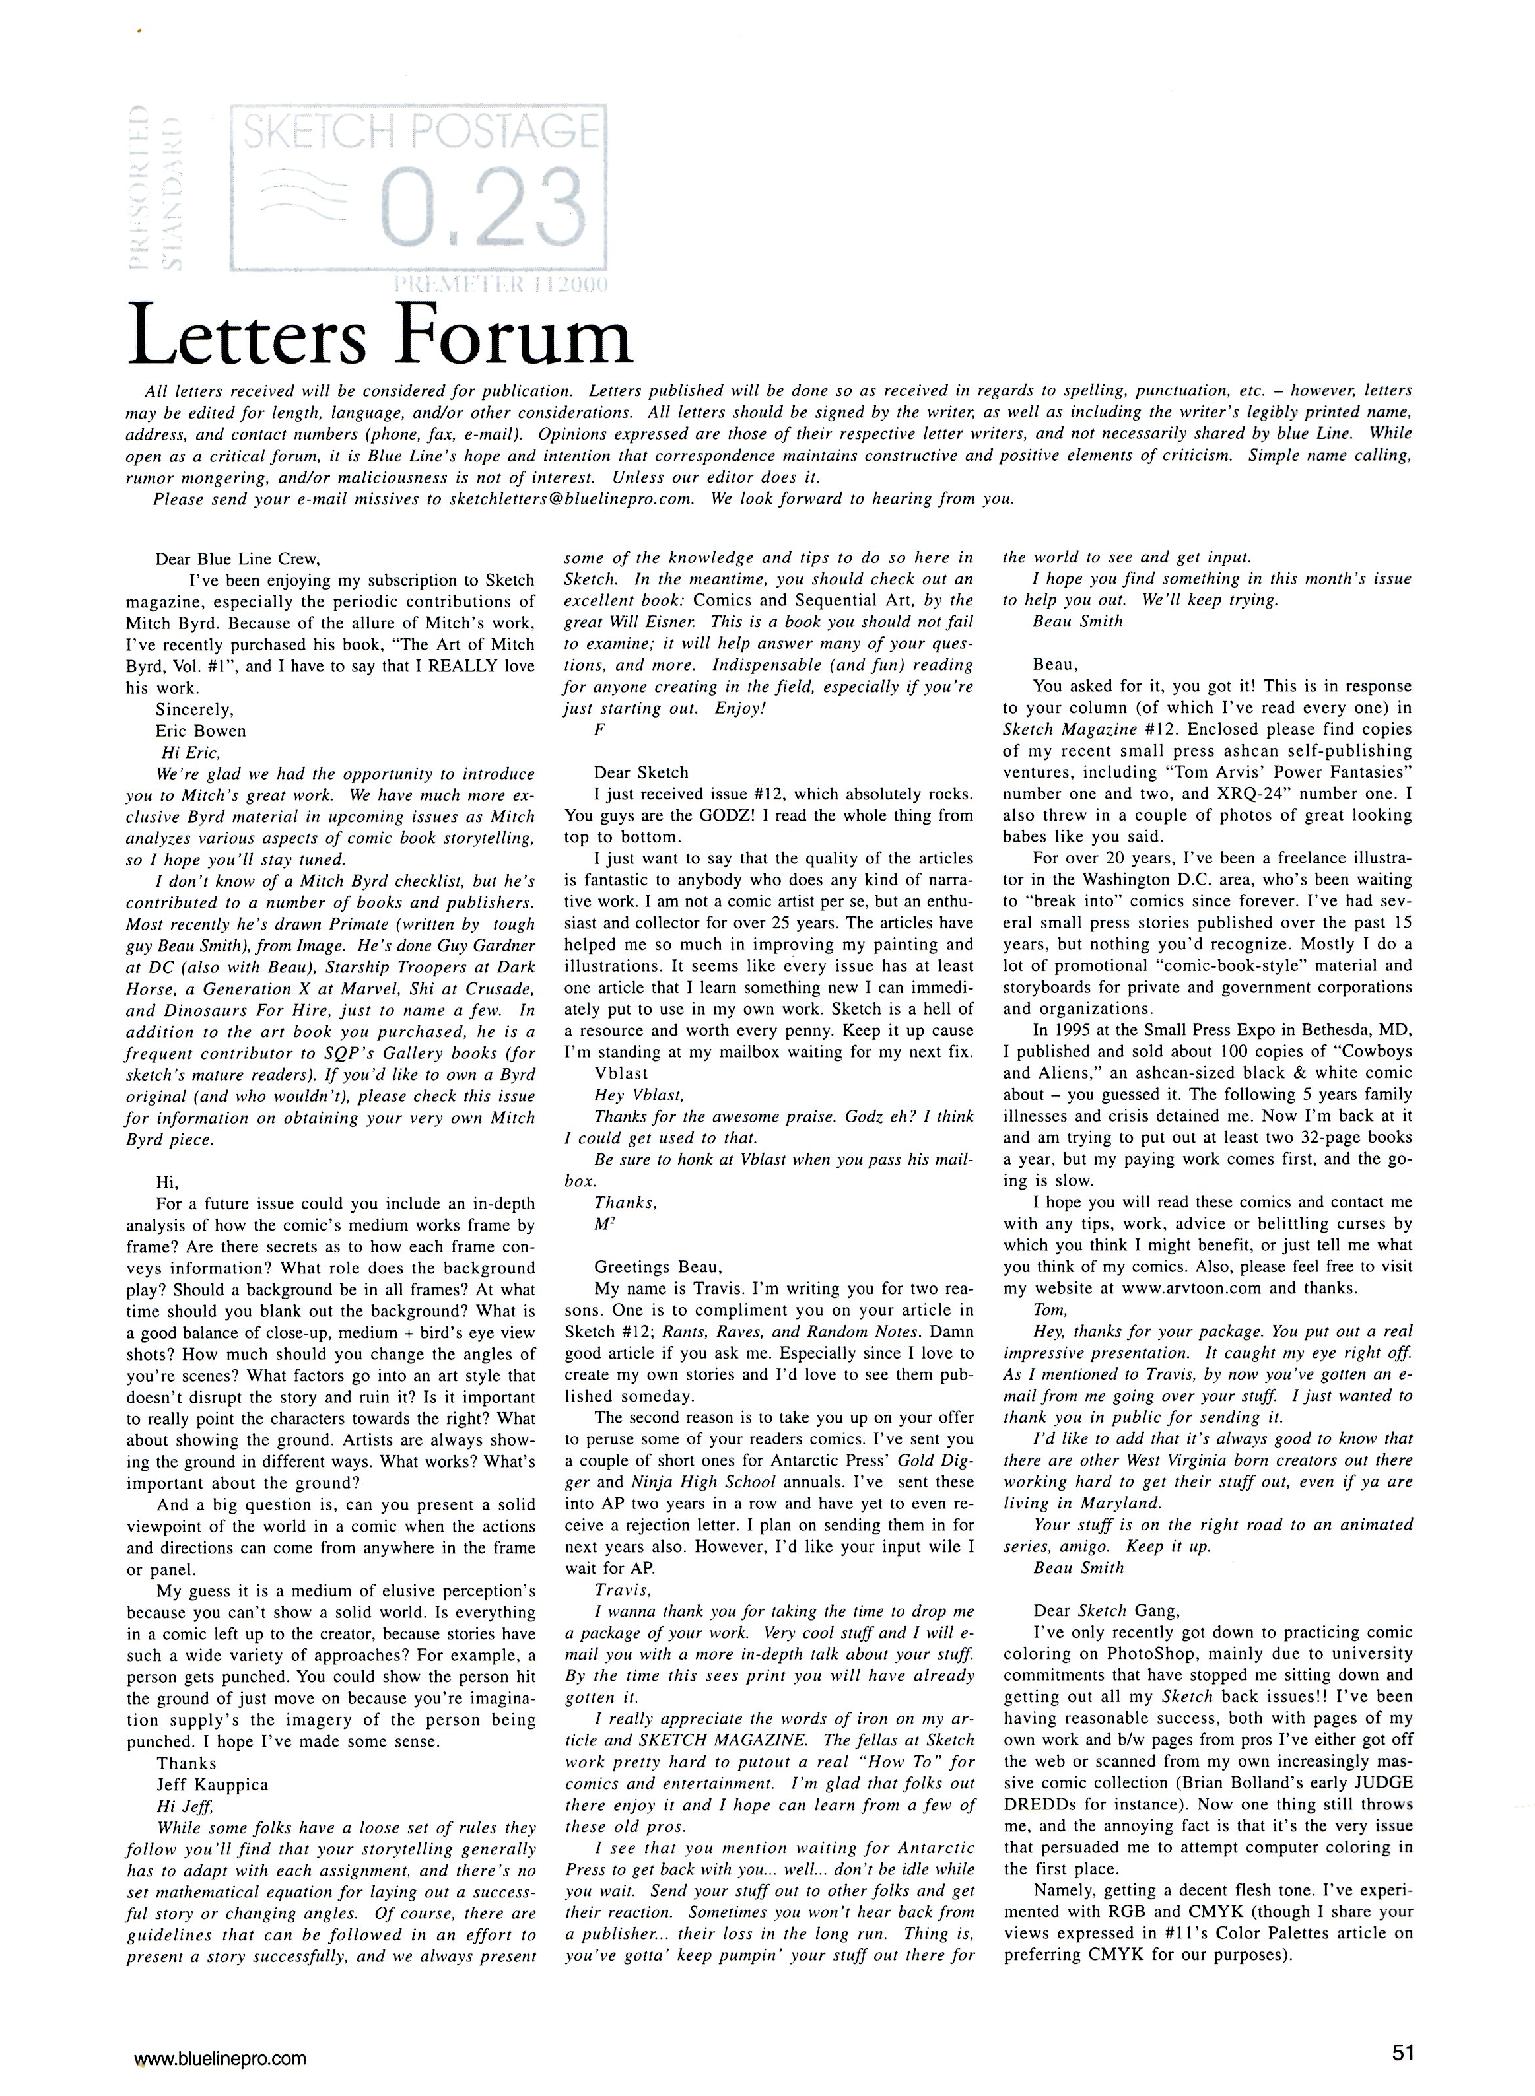 PRESORTED
STANDARD
SKETCH POSTAGE
0.23
PREMETER 112000
Letters Forum
All letters received will be considered for publication. Letters published will be done so as received in regards to spelling, punctuation, etc. – however, letters
may be edited for length, language, and/or other considerations. All letters should be signed by the writer, as well as including the writer's legibly printed name,
address, and contact numbers (phone, fax, e-mail). Opinions expressed are those of their respective letter writers, and not necessarily shared by blue Line. While
open as a critical forum, it is Blue Line's hope and intention that correspondence maintains constructive and positive elements of criticism. Simple name calling,
rumor mongering, and/or maliciousness is not of interest. Unless our editor does it.
Please send your e-mail missives to sketchletters@bluelinepro.com. We look forward to hearing from you.
Dear Blue Line Crew,
I've been enjoying my subscription to Sketch
magazine, especially the periodic contributions of
Mitch Byrd. Because of the allure of Mitch's work,
I've recently purchased his book, "The Art of Mitch
Byrd, Vol. #1", and I have to say that I REALLY love
his work.
Sincerely,
Eric Bowen
Hi Eric,
We're glad we had the opportunity to introduce
you to Mitch's great work. We have much more ex-
clusive Byrd material in upcoming issues as Mitch
analyzes various aspects of comic book storytelling,
so I hope you'll stay tuned.
I don't know of a Mitch Byrd checklist, but he's
contributed to a number of books and publishers.
Most recently he's drawn Primate (written by tough
guy Beau Smith), from Image. He's done Guy Gardner
at DC (also with Beau), Starship Troopers at Dark
Horse, a Generation X at Marvel, Shi at Crusade,
and Dinosaurs For Hire, just to name a few. In
addition to the art book you purchased, he is a
frequent contributor to SQP's Gallery books (for
sketch's mature readers). If you'd like to own a Byrd
original (and who wouldn't), please check this issue
for information on obtaining your very own Mitch
Byrd piece.
Hi,
For a future issue could you include an in-depth
analysis of how the comic's medium works frame by
frame? Are there secrets as to how each frame con-
veys information? What role does the background
play? Should a background be in all frames? At what
time should you blank out the background? What is
a good balance of close-up, medium + bird's eye view
shots? How much should you change the angles of
you're scenes? What factors go into an art style that
doesn't disrupt the story and ruin it? Is it important
to really point the characters towards the right? What
about showing the ground. Artists are always show-
ing the ground in different ways. What works? What's
important about the ground?
And a big question is, can you present a solid
viewpoint of the world in a comic when the actions
and directions can come from anywhere in the frame
or panel.
My guess it is a medium of elusive perception's
because you can't show a solid world. Is everything
in a comic left up to the creator, because stories have
such a wide variety of approaches? For example, a
person gets punched. You could show the person hit
the ground of just move on because you're imagina-
tion supply's the imagery of the person being
punched. I hope I've made some sense.
Thanks
Jeff Kauppica
Hi Jeff,
While some folks have a loose set of rules they
follow you'll find that your storytelling generally
has to adapt with each assignment, and there's no
set mathematical equation for laying out a success-
ful story or changing angles. Of course, there are
guidelines that can be followed in an effort to
present a story successfully, and we always present
some of the knowledge and tips to do so here in
Sketch. In the meantime, you should check out an
excellent book: Comics and Sequential Art, by the
great Will Eisner. This is a book you should not fail
to examine; it will help answer many of your ques-
tions, and more. Indispensable (and fun) reading
for anyone creating in the field, especially if you're
just starting out. Enjoy!
F
Dear Sketch
I just received issue #12, which absolutely rocks.
You guys are the GODZ! I read the whole thing from
top to bottom.
I just want to say that the quality of the articles
is fantastic to anybody who does any kind of narra-
tive work. I am not a comic artist per se, but an enthu-
siast and collector for over 25 years. The articles have
helped me so much in improving my painting and
illustrations. It seems like every issue has at least
one article that I learn something new I can immedi-
ately put to use in my own work. Sketch is a hell of
a resource and worth every penny. Keep it up cause
I'm standing at my mailbox waiting for my next fix.
Vblast
Hey Vblast,
Thanks for the awesome praise. Godz eh? I think
I could get used to that.
Be sure to honk at Vblast when you pass his mail-
box.
Thanks,
M²
Greetings Beau,
My name is Travis. I'm writing you for two rea-
sons. One is to compliment you on your article in
Sketch #12; Rants, Raves, and Random Notes. Damn
good article if you ask me. Especially since I love to
create my own stories and I'd love to see them pub-
lished someday.
The second reason is to take you up on your offer
to peruse some of your readers comics. I've sent you
a couple of short ones for Antarctic Press' Gold Dig-
ger and Ninja High School annuals. I've sent these
into AP two years in a row and have yet to even re-
ceive a rejection letter. I plan on sending them in for
next years also. However, I'd like your input wile I
wait for AP.
Travis,
I wanna thank you for taking the time to drop me
a package of your work. Very cool stuff and I will e-
mail you with a more in-depth talk about your stuff.
By the time this sees print you will have already
gotten it.
I really appreciate the words of iron on my ar-
ticle and SKETCH MAGAZINE. The fellas at Sketch
work pretty hard to putout a real "How To" for
comics and entertainment. I'm glad that folks out
there enjoy it and I hope can learn from a few of
these old pros.
I see that you mention waiting for Antarctic
Press to get back with you... well... don't be idle while
you wait. Send your stuff out to other folks and get
their reaction. Sometimes you won't hear back from
a publisher... their loss in the long run. Thing is,
you've gotta' keep pumpin' your stuff out there for
the world to see and get input.
I hope you find something in this month's issue
to help you out. We'll keep trying.
Beau Smith
Beau,
You asked for it, you got it! This is in response
to your column (of which I've read every one) in
Sketch Magazine #12. Enclosed please find copies
of my recent small press ashcan self-publishing
ventures, including "Tom Arvis' Power Fantasies"
number one and two, and XRQ-24" number one. I
also threw in a couple of photos of great looking
babes like you said.
For over 20 years, I've been a freelance illustra-
tor in the Washington D.C. area, who's been waiting
to "break into" comics since forever. I've had sev-
eral small press stories published over the past 15
years, but nothing you'd recognize. Mostly I do a
lot of promotional "comic-book-style" material and
storyboards for private and government corporations
and organizations.
In 1995 at the Small Press Expo in Bethesda, MD,
I published and sold about 100 copies of "Cowboys
and Aliens," an ashcan-sized black & white comic
about – you guessed it. The following 5 years family
illnesses and crisis detained me. Now I'm back at it
and am trying to put out at least two 32-page books
a year, but my paying work comes first, and the go-
ing is slow.
I hope you will read these comics and contact me
with any tips, work, advice or belittling curses by
which you think I might benefit, or just tell me what
you think of my comics. Also, please feel free to visit
my website at www.arvtoon.com and thanks.
Tom,
Hey, thanks for your package. You put out a real
impressive presentation. It caught my eye right off.
As I mentioned to Travis, by now you've gotten an e-
mail from me going over your stuff. I just wanted to
thank you in public for sending it.
I'd like to add that it's always good to know that
there are other West Virginia born creators out there
working hard to get their stuff out, even if ya are
living in Maryland.
Your stuff is on the right road to an animated
series, amigo. Keep it up.
Beau Smith
Dear Sketch Gang,
I've only recently got down to practicing comic
coloring on PhotoShop, mainly due to university
commitments that have stopped me sitting down and
getting out all my Sketch back issues!! I've been
having reasonable success, both with pages of my
own work and b/w pages from pros I've either got off
the web or scanned from my own increasingly mas-
sive comic collection (Brian Bolland's early JUDGE
DREDDs for instance). Now one thing still throws
me, and the annoying fact is that it's the very issue
that persuaded me to attempt computer coloring in
the first place.
Namely, getting a decent flesh tone. I've experi-
mented with RGB and CMYK (though I share your
views expressed in #11's Color Palettes article on
preferring CMYK for our purposes).
www.bluelinepro.com
51